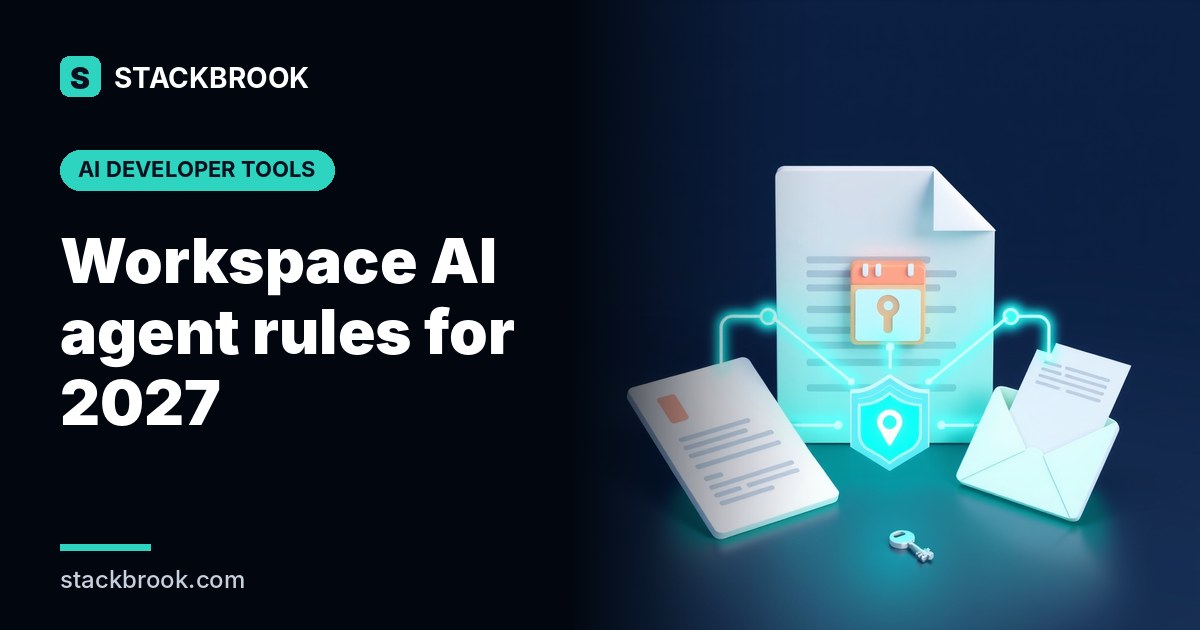 S STACKBROOK
AI DEVELOPER TOOLS
Workspace AI
agent rules for
2027
stackbrook.com